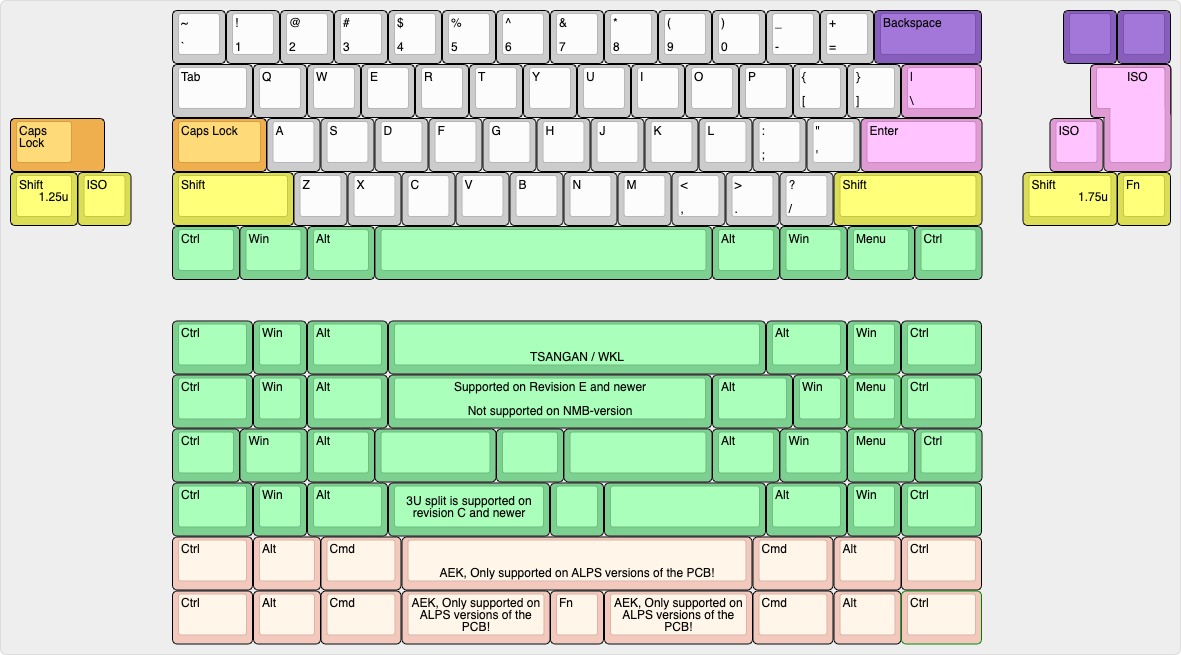 ~ ! @ # $ % ^ & * ( ) _ + Backspace
` 1 2 3 4 5 6 7 8 9 0 - =
Tab Q W E R T Y U I O P { } | ISO
[ ] \
Caps Lock
Caps Lock A S D F G H J K L : " Enter ISO
; '
Shift 1.25u ISO Shift Z X C V B N M < > ? Shift Shift 1.75u Fn
, . /
Ctrl Win Alt Alt Win Menu Ctrl
Ctrl Win Alt Alt Win Ctrl
TSANGAN / WKL
Ctrl Win Alt Supported on Revision E and newer Alt Win Menu Ctrl
Not supported on NMB-version
Ctrl Win Alt Alt Win Menu Ctrl
Ctrl Win Alt 3U split is supported on Alt Win Ctrl
revision C and newer
Ctrl Alt Cmd Cmd Alt Ctrl
AEK, Only supported on ALPS versions of the PCB!
Ctrl Alt Cmd AEK, Only supported on Fn AEK, Only supported on Cmd Alt Ctrl
ALPS versions of the ALPS versions of the
PCB! PCB!